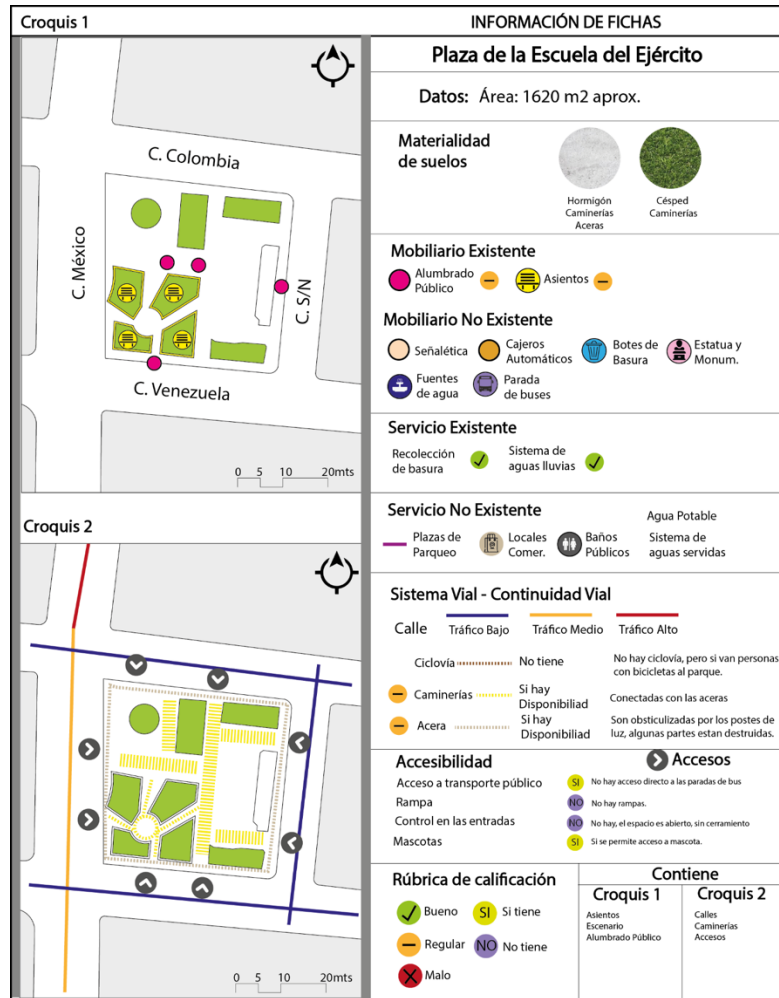 Croquis 1
INFORMACIÓN DE FICHAS
C. Colombia
C. México
C. S/N
C. Venezuela
0 5 10 20mts
Plaza de la Escuela del Ejército
Datos: Área: 1620 m2 aprox.
Materialidad
de suelos
Hormigón
Caminerías
Aceras
Césped
Caminerías
Mobiliario Existente
Alumbrado
Público
Asientos
Mobiliario No Existente
Señalética
Cajeros
Automáticos
Botes de
Basura
Estatua y
Monum.
Fuentes
de agua
Parada
de buses
Servicio Existente
Recolección
de basura
Sistema de
aguas lluvias
Croquis 2
0 5 10 20mts
Servicio No Existente
Plazas de
Parqueo
Locales
Comer.
Baños
Públicos
Agua Potable
Sistema de
aguas servidas
Sistema Vial - Continuidad Vial
Calle
Tráfico Bajo
Tráfico Medio
Tráfico Alto
Ciclovía
No tiene
No hay ciclovía, pero si van personas
con bicicletas al parque.
Caminerías
Si hay
Disponibiliad
Conectadas con las aceras
Acera
Si hay
Disponibiliad
Son obsticulizadas por los postes de
luz, algunas partes estan destruidas.
Accesibilidad
Accesos
Acceso a transporte público
SI
No hay acceso directo a las paradas de bus
Rampa
NO
No hay rampas.
Control en las entradas
NO
No hay, el espacio es abierto, sin cerramiento
Mascotas
SI
Si se permite acceso a mascota.
Rúbrica de calificación
Bueno
SI
Si tiene
Regular
NO
No tiene
Malo
Contiene
Croquis 1
Asientos
Escenario
Alumbrado Público
Croquis 2
Calles
Caminerías
Accesos